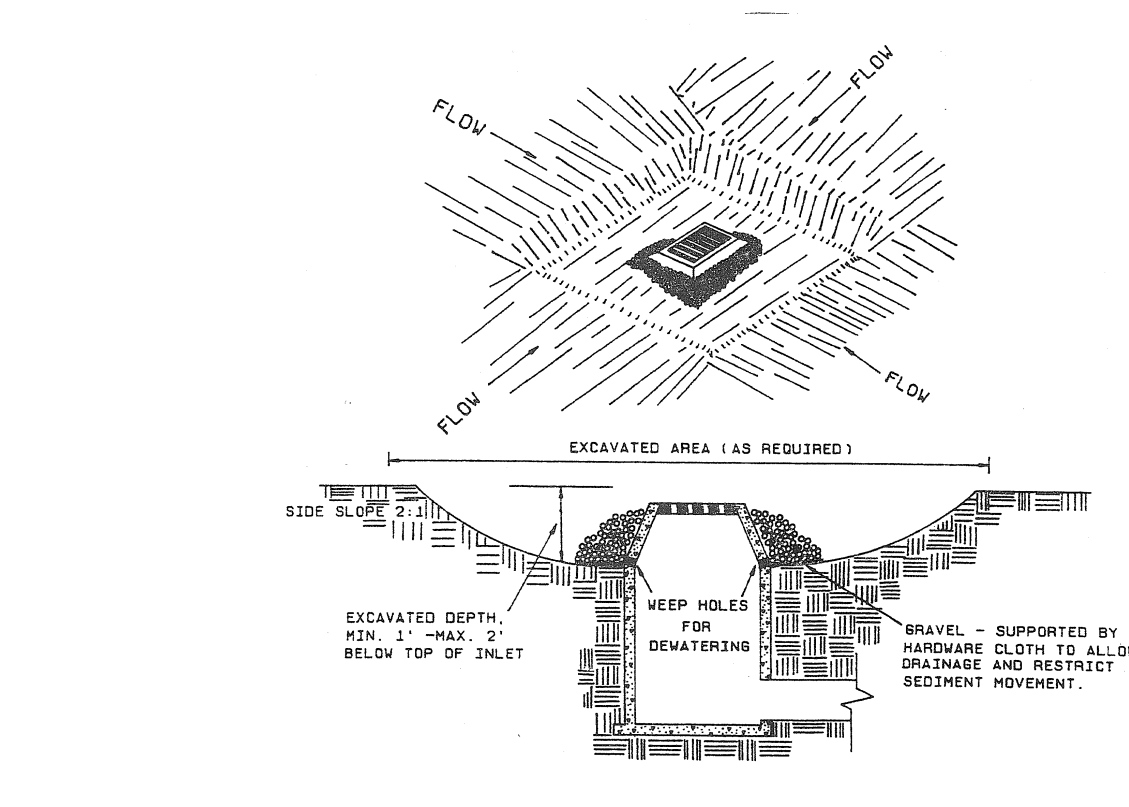 FLOW
FLOW
FLOW
FLOW
EXCAVATED AREA (AS REQUIRED)
SIDE SLOPE 2:1
EXCAVATED DEPTH,
MIN. 1' -MAX. 2'
BELOW TOP OF INLET
WEEP HOLES
FOR
DEWATERING
GRAVEL - SUPPORTED BY
HARDWARE CLOTH TO
DRAINAGE AND RESTRICT
SEDIMENT MOVEMENT.